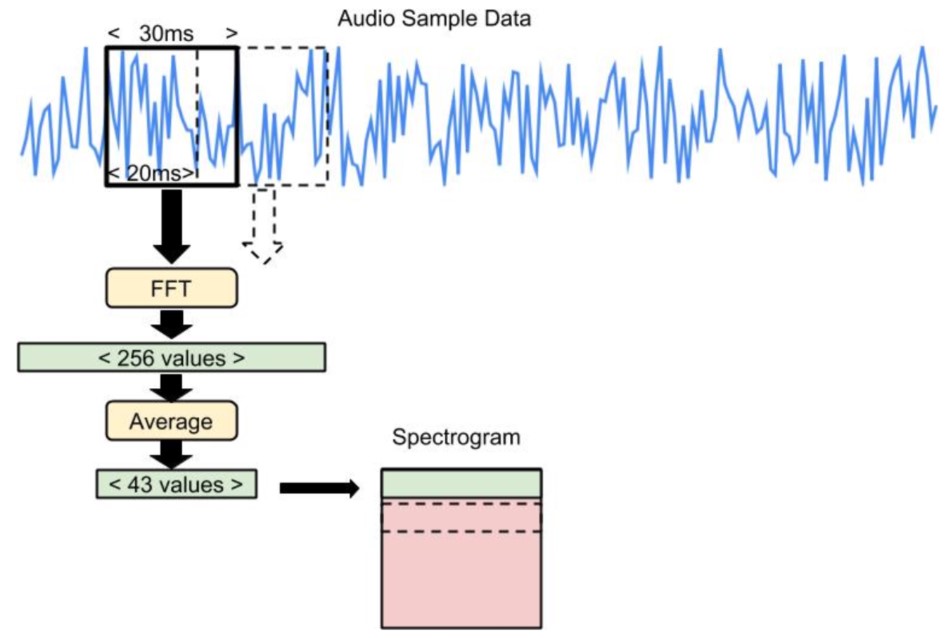 Audio Sample Data
< 30ms >
< 20ms>
FFT
< 256 values >
Average
Spectrogram
< 43 values >